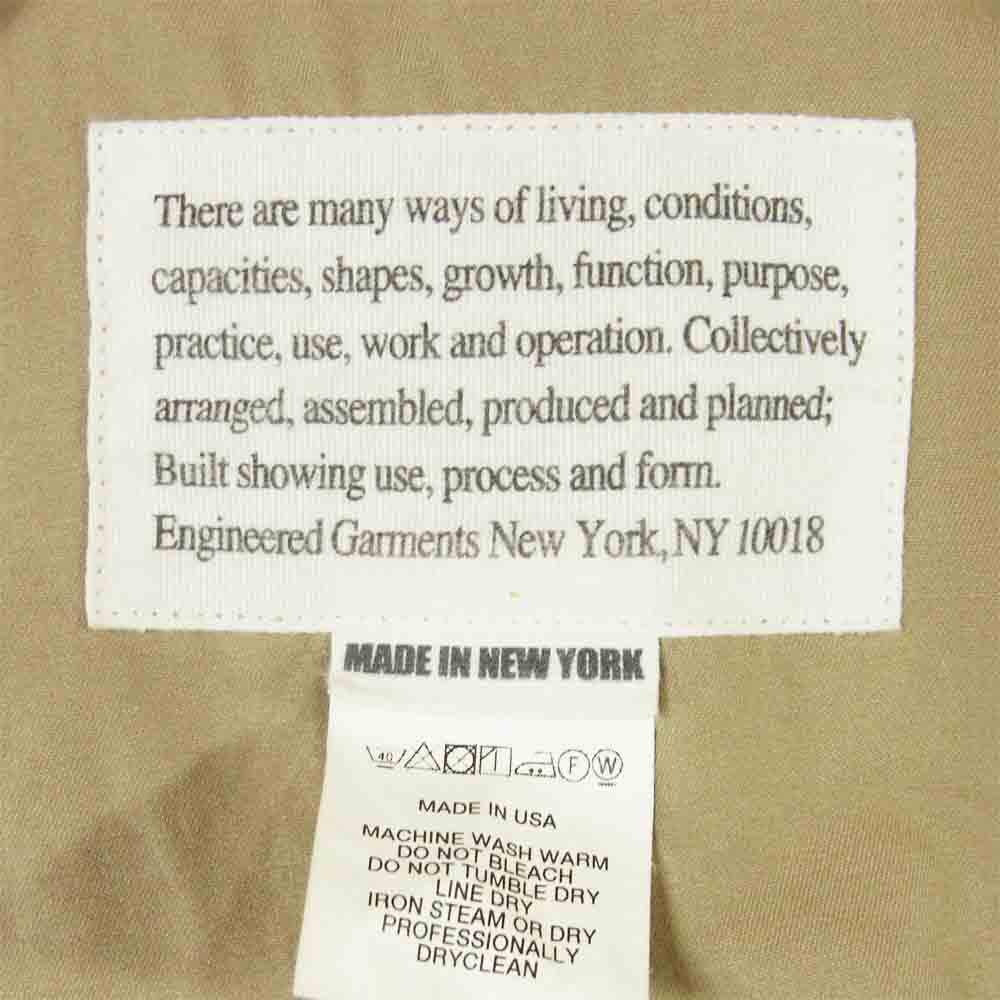 There are many ways of living, conditions,
capacities, shapes, growth, function, purpose,
practice, use, work and operation. Collectively
arranged, assembled, produced and planned;
Built showing use, process and form.
Engineered Garments New York, NY 10018
MADE IN NEW YORK
40 F W
MADE IN USA
MACHINE WASH WARM
DO NOT BLEACH
DO NOT TUMBLE DRY
LINE DRY
IRON STEAM OR DRY
PROFESSIONALLY
DRYCLEAN